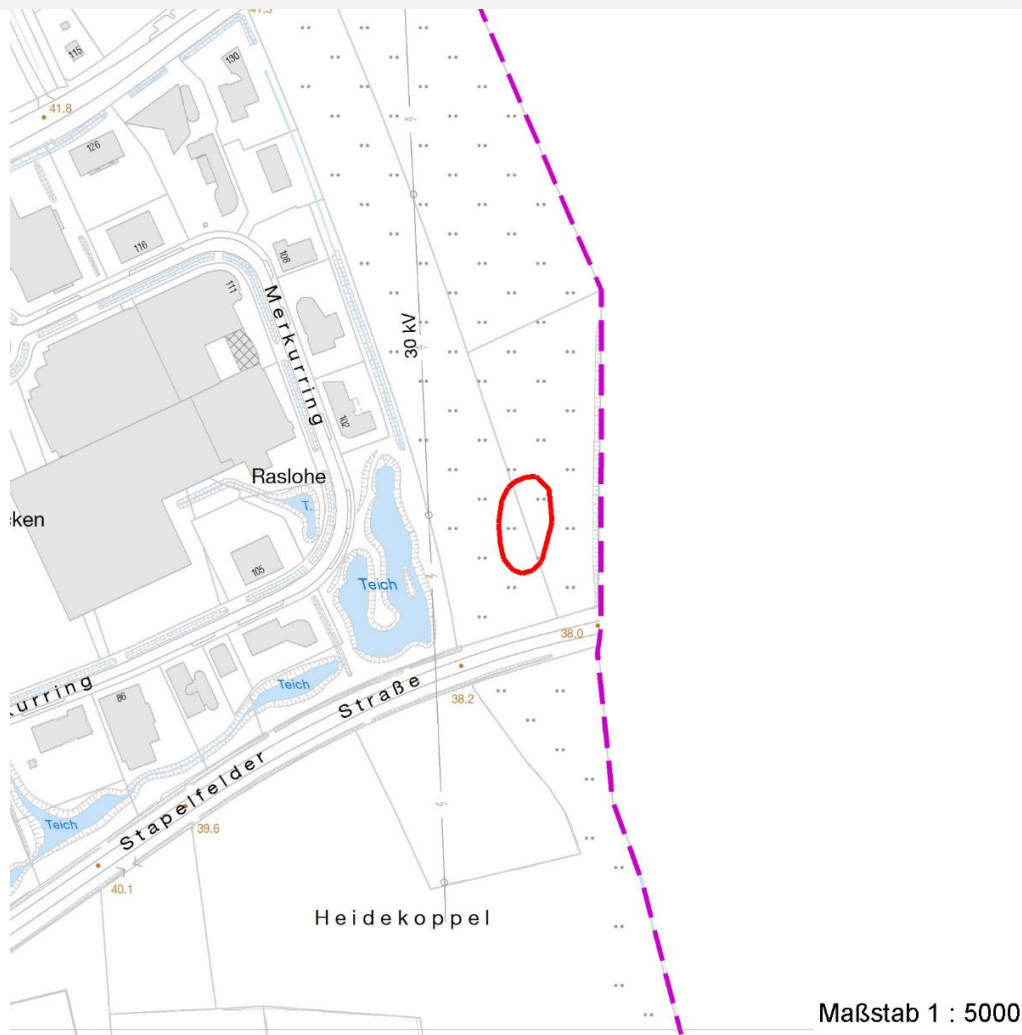 115
130
41.8
126
116
108
111
Merkurring
30 kV
102
Raslohe
T.
ken
105
Teich
38.0
Teich
38.2
kurring
86
Straße
Stapelfelder
Teich
39.6
40.1
Heidekoppel
Maßstab 1 : 5000